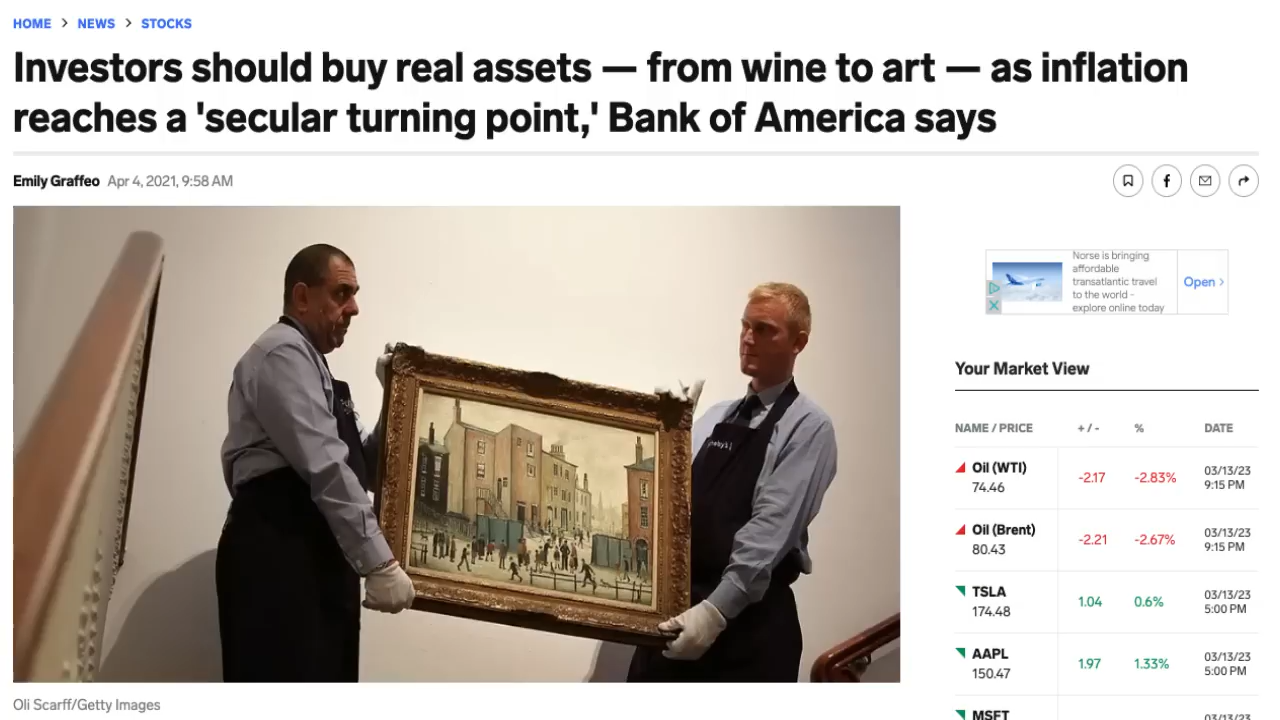 HOME > NEWS > STOCKS
Investors should buy real assets — from wine to art — as inflation
reaches a 'secular turning point,' Bank of America says
Emily Graffeo Apr 4, 2021, 9:58 AM
Norse is bringing
affordable
transatlantic travel
to the world -
explore online today
Open >
Your Market View
NAME / PRICE + / - % DATE
Oil (WTI)
74.46
-2.17 -2.83%
03/13/23
9:15 PM
Oil (Brent)
80.43
-2.21 -2.67%
03/13/23
9:15 PM
TSLA
174.48
1.04 0.6%
03/13/23
5:00 PM
AAPL
150.47
1.97 1.33%
03/13/23
5:00 PM
MSFT
03/13/23
Oli Scarff/Getty Images